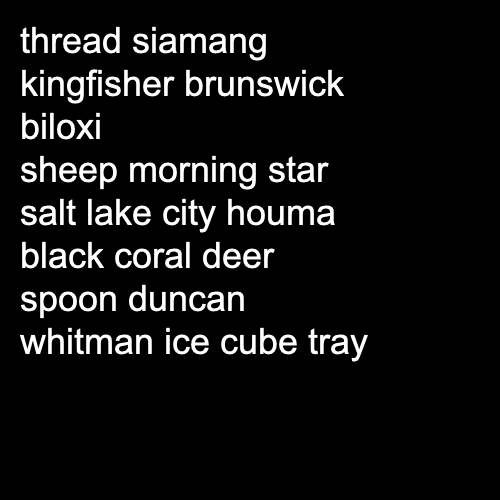 thread siamang
kingfisher brunswick
biloxi
sheep morning star
salt lake city houma
black coral deer
spoon duncan
whitman ice cube tray